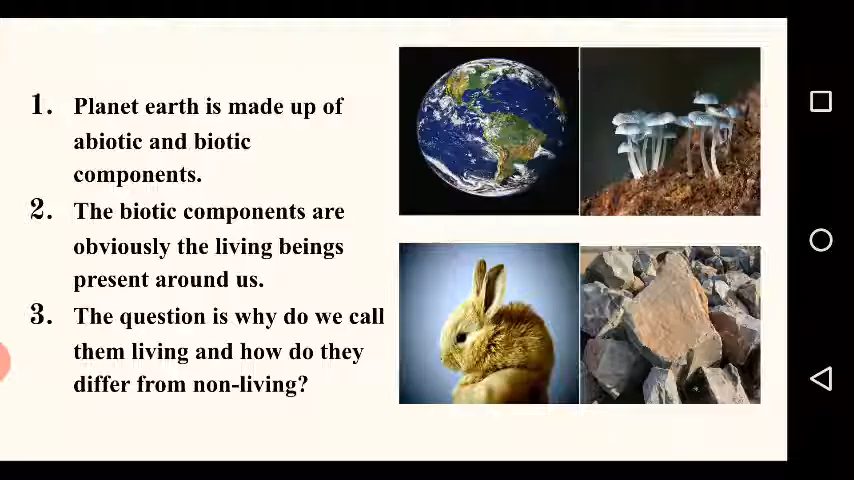 1. Planet earth is made up of
abiotic and biotic
components.
2. The biotic components are
obviously the living beings
present around us.
3. The question is why do we call
them living and how do they
differ from non-living?